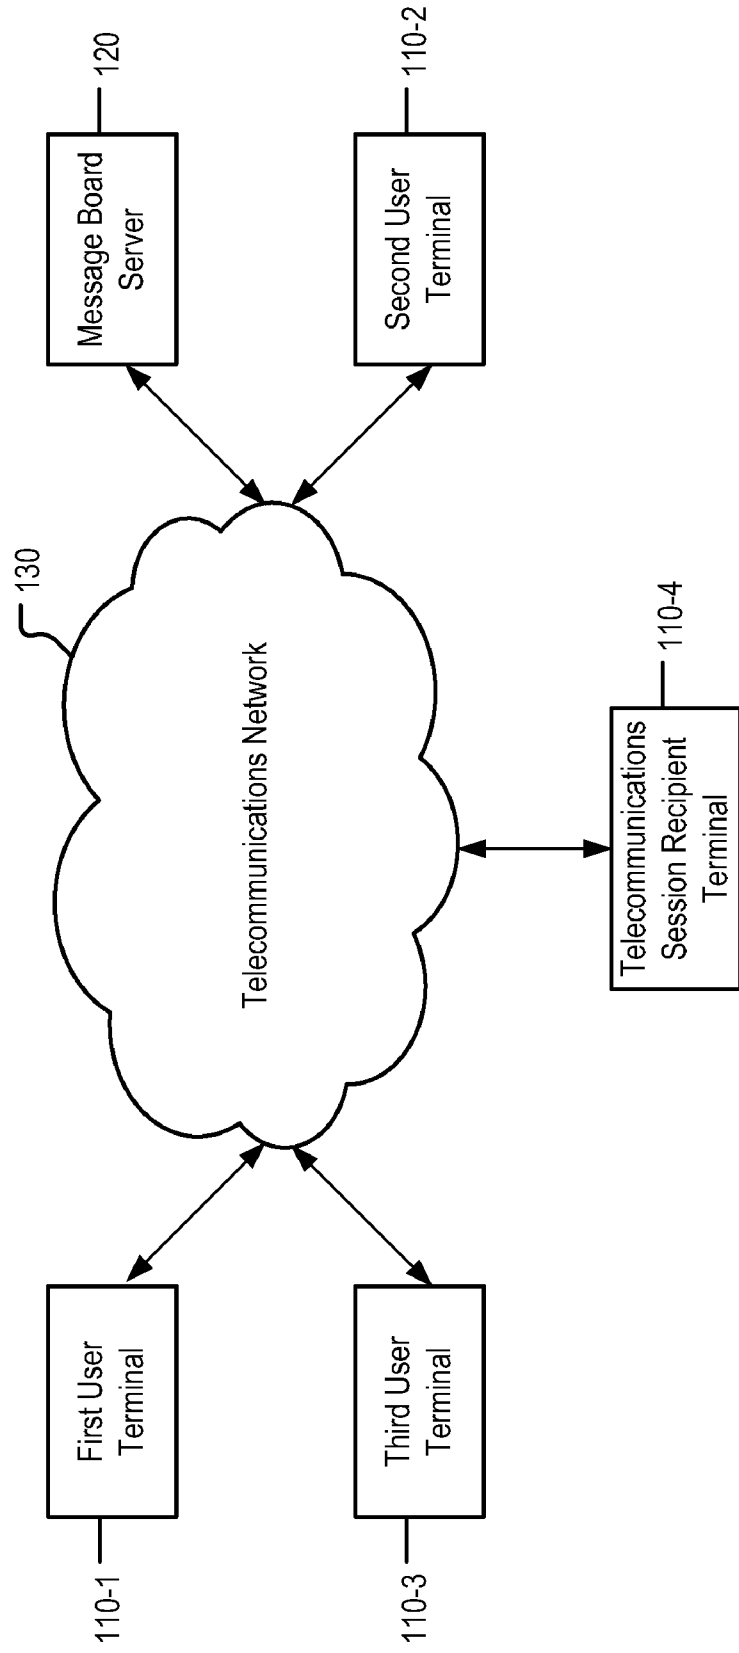 130
110-1
First User
Terminal
Message Board
Server
120
Telecommunications Network
110-3
Third User
Terminal
Second User
Terminal
110-2
Telecommunications
Session Recipient
Terminal
110-4